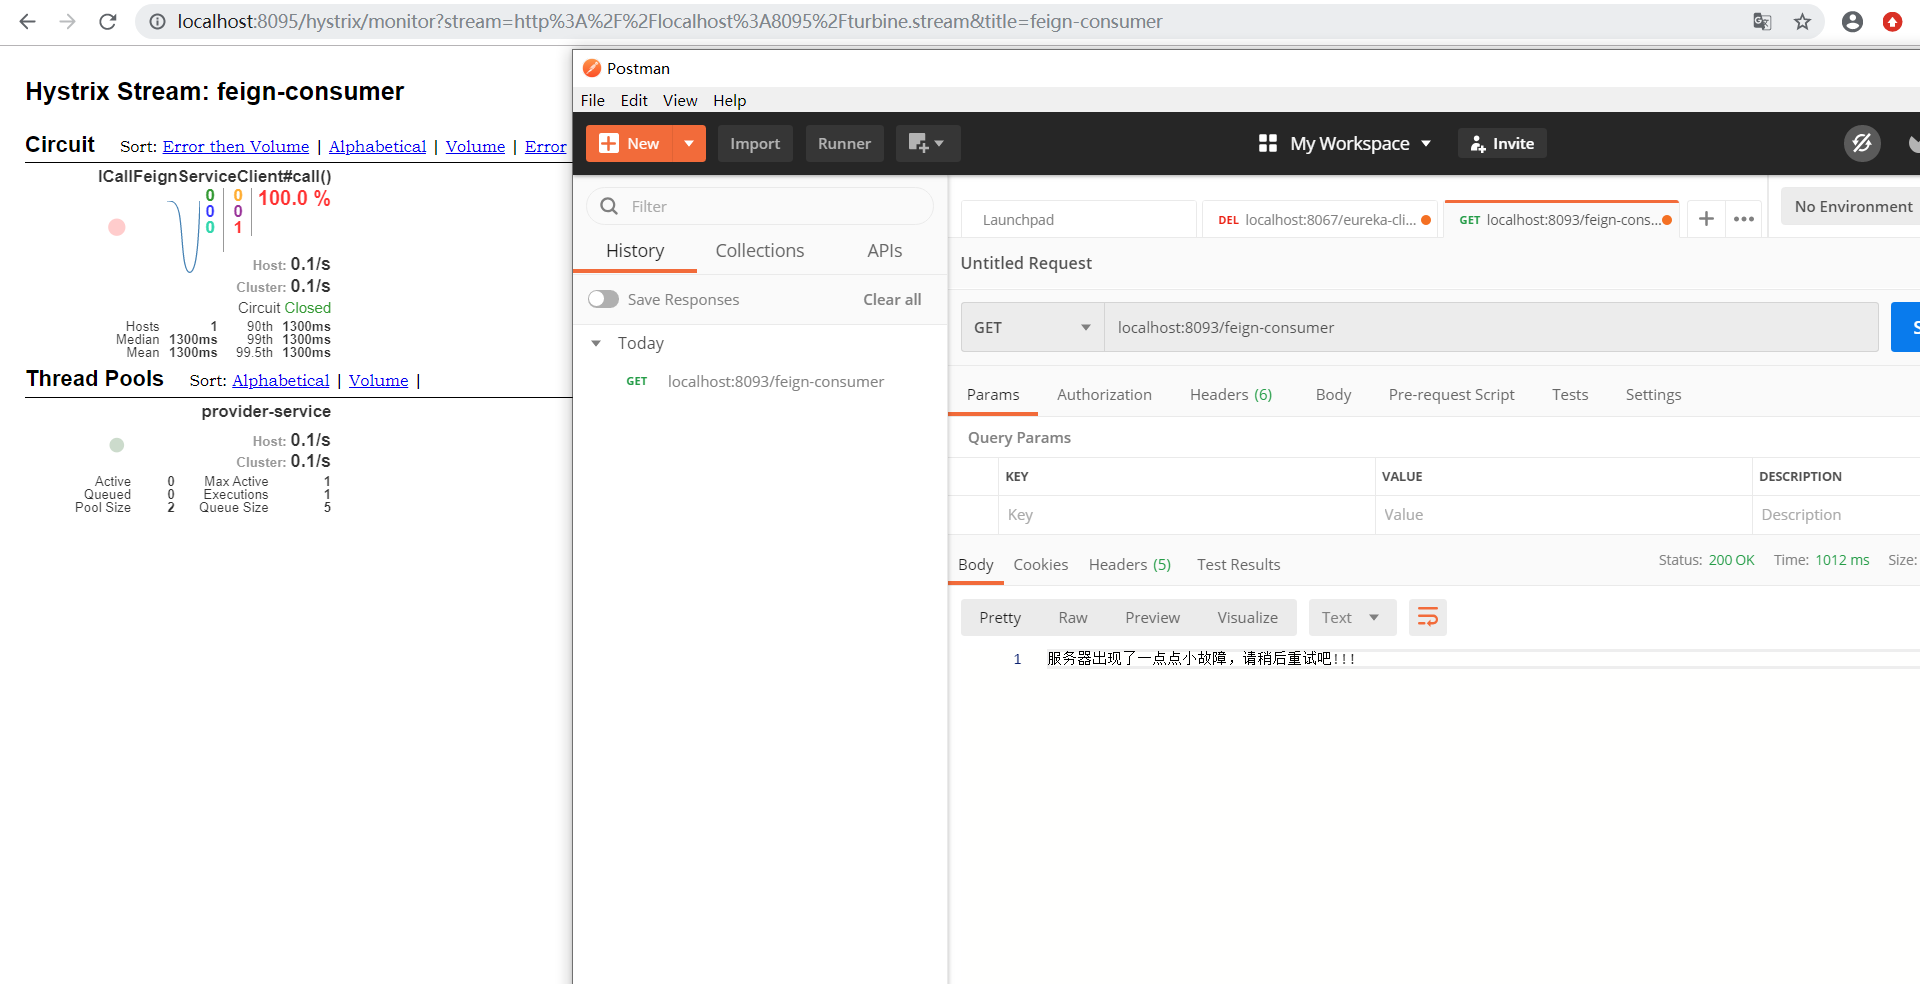 localhost:8095/hystrix/monitor?stream=http%3A%2F%2Flocalhost%3A8095%2Fturbine.stream&title=feign-consumer
Hystrix Stream: feign-consumer
Circuit Sort: Error then Volume | Alphabetical | Volume | Error
ICallFeignServiceClient#call()
0 0 100.0 %
0 0
0 1
Host: 0.1/s
Cluster: 0.1/s
Circuit Closed
Hosts 1 90th 1300ms
Median 1300ms 99th 1300ms
Mean 1300ms 99.5th 1300ms
Thread Pools Sort: Alphabetical | Volume |
provider-service
Host: 0.1/s
Cluster: 0.1/s
Active 0 Max Active 1
Queued 0 Executions 1
Pool Size 2 Queue Size 5
Postman
File Edit View Help
New Import Runner My Workspace Invite
Filter
History Collections APIs
Save Responses Clear all
Today
GET localhost:8093/feign-consumer
Launchpad DEL localhost:8067/eureka-cli... GET localhost:8093/feign-cons... No Environment
Untitled Request
GET localhost:8093/feign-consumer S
Params Authorization Headers (6) Body Pre-request Script Tests Settings
Query Params
KEY VALUE DESCRIPTION
Key Value Description
Body Cookies Headers (5) Test Results Status: 200 OK Time: 1012 ms Size:
Pretty Raw Preview Visualize Text
1 服务器出现了一点点小故障，请稍后重试吧!!!